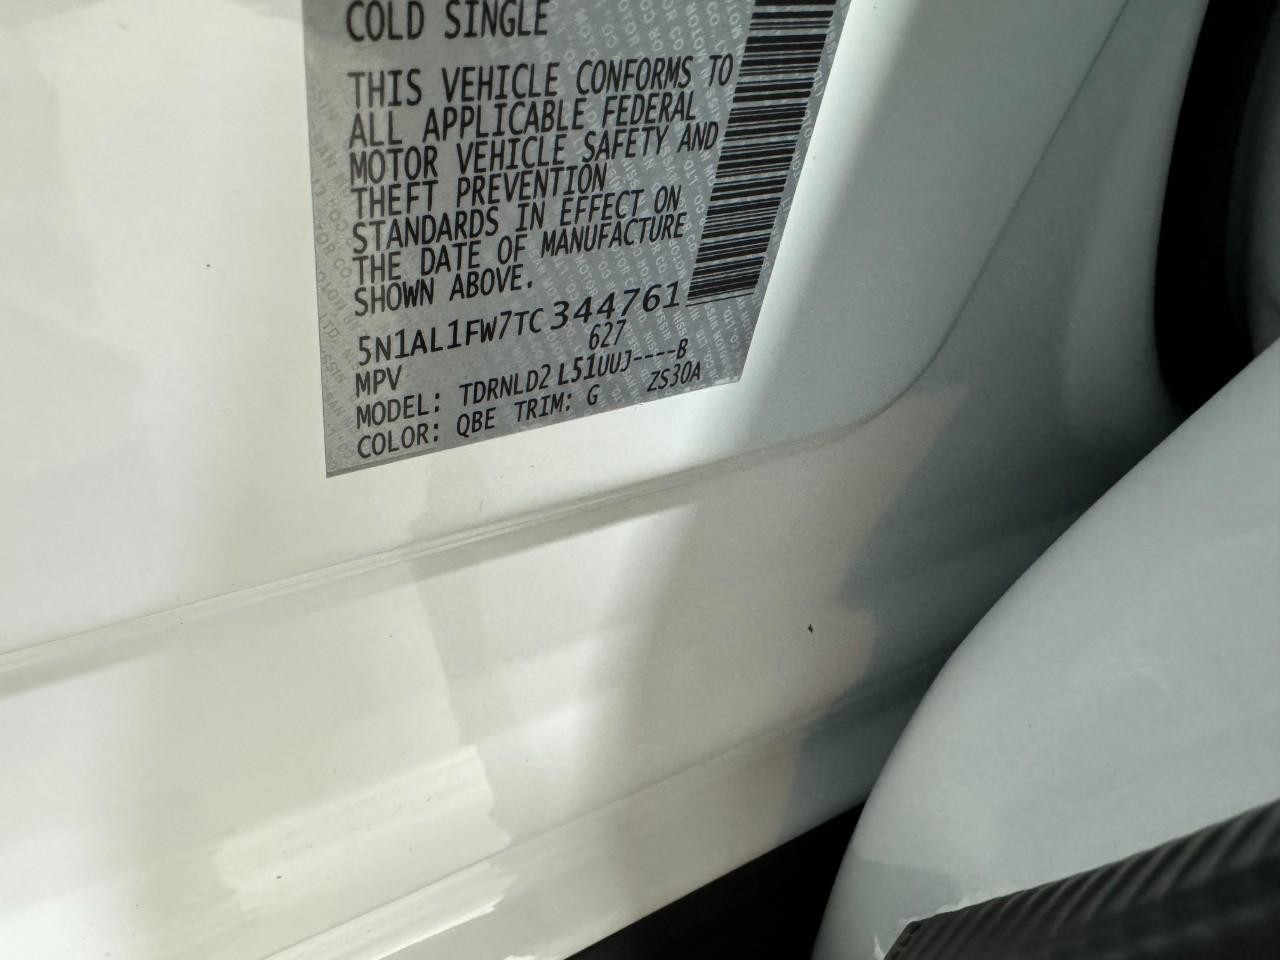 COLD SINGLE
THIS VEHICLE CONFORMS TO
ALL APPLICABLE FEDERAL
MOTOR VEHICLE SAFETY AND
THEFT PREVENTION
STANDARDS IN EFFECT ON
THE DATE OF MANUFACTURE
SHOWN ABOVE.
5N1AL1FW7TC344761
MPV 627
MODEL: TDRNLD2 L51UUJ----B
COLOR: QBE TRIM: G ZS30A